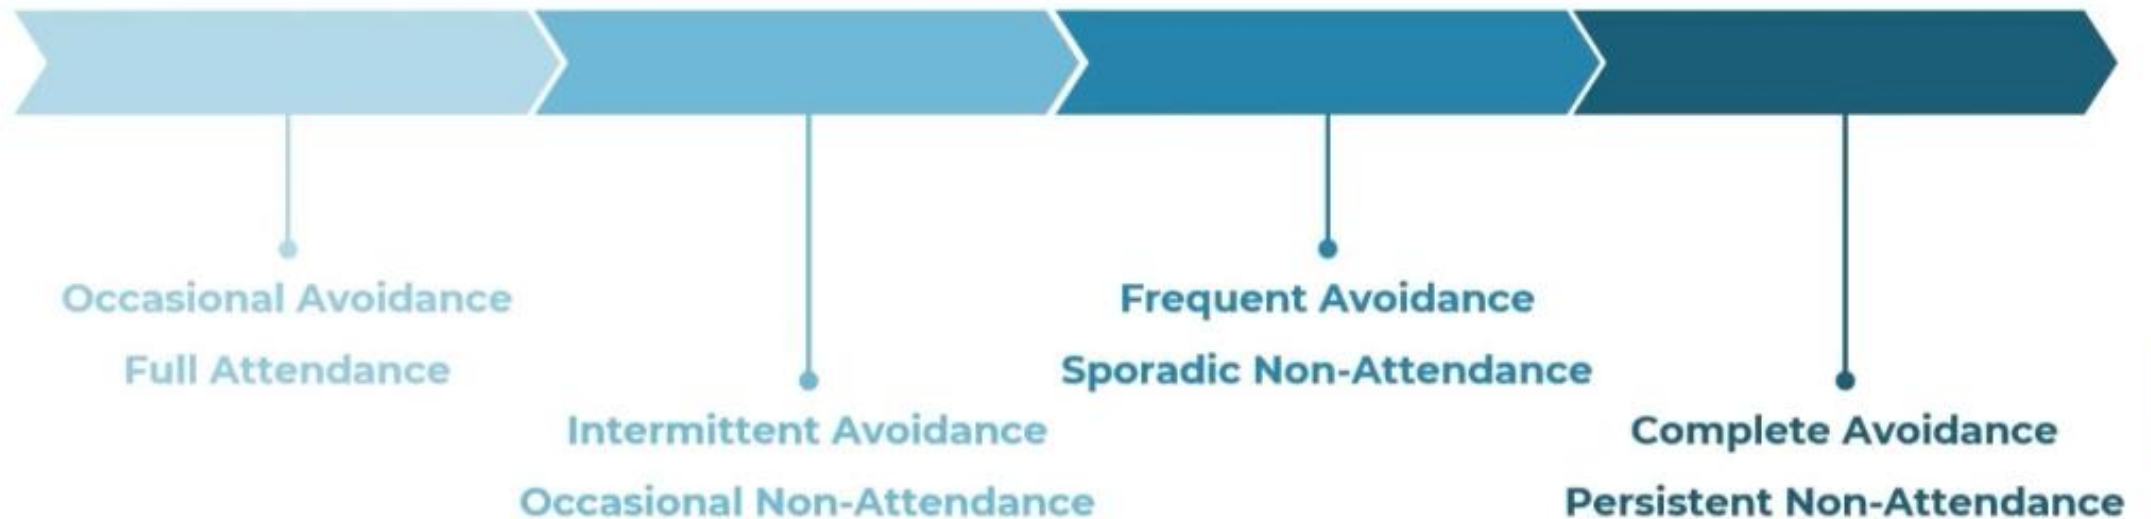 Occasional Avoidance
Full Attendance
Intermittent Avoidance
Occasional Non-Attendance
Frequent Avoidance
Sporadic Non-Attendance
Complete Avoidance
Persistent Non-Attendance